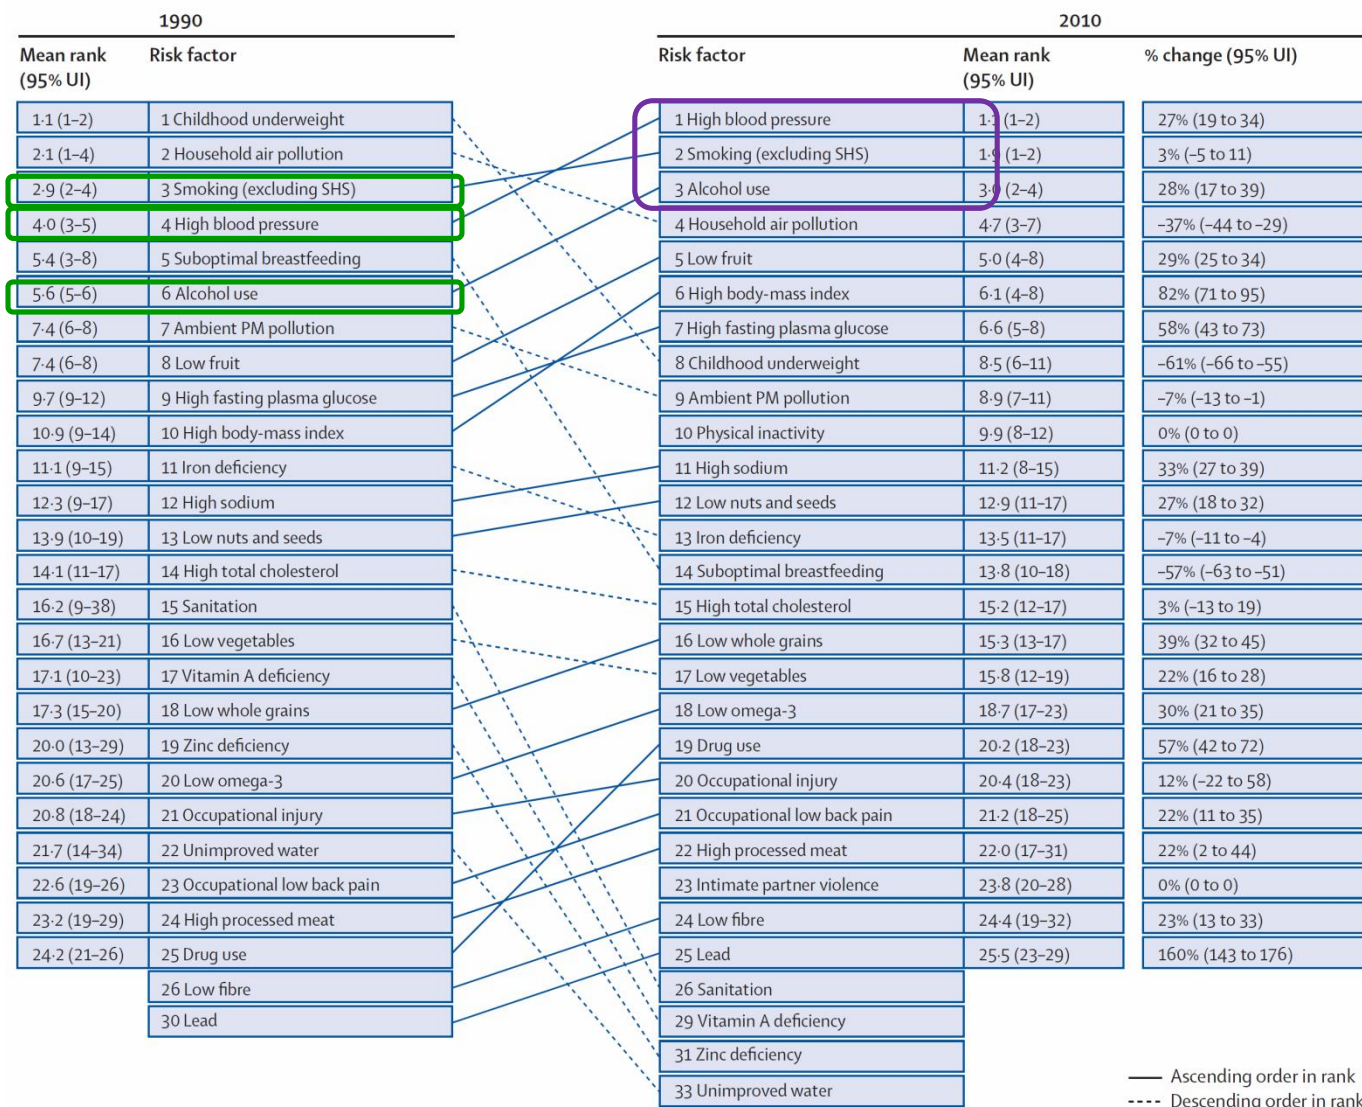 1990
2010
Mean rank (95% UI) Risk factor
Risk factor Mean rank (95% UI) % change (95% UI)
1·1 (1–2) 1 Childhood underweight 1 High blood pressure 1·1 (1–2) 27% (19 to 34)
2·1 (1–4) 2 Household air pollution 2 Smoking (excluding SHS) 1·9 (1–2) 3% (–5 to 11)
2·9 (2–4) 3 Smoking (excluding SHS) 3 Alcohol use 3·0 (2–4) 28% (17 to 39)
4·0 (3–5) 4 High blood pressure 4 Household air pollution 4·7 (3–7) –37% (–44 to –29)
5·4 (3–8) 5 Suboptimal breastfeeding 5 Low fruit 5·0 (4–8) 29% (25 to 34)
5·6 (5–6) 6 Alcohol use 6 High body-mass index 6·1 (4–8) 82% (71 to 95)
7·4 (6–8) 7 Ambient PM pollution 7 High fasting plasma glucose 6·6 (5–8) 58% (43 to 73)
7·4 (6–8) 8 Low fruit 8 Childhood underweight 8·5 (6–11) –61% (–66 to –55)
9·7 (9–12) 9 High fasting plasma glucose 9 Ambient PM pollution 8·9 (7–11) –7% (–13 to –1)
10·9 (9–14) 10 High body-mass index 10 Physical inactivity 9·9 (8–12) 0% (0 to 0)
11·1 (9–15) 11 Iron deficiency 11 High sodium 11·2 (8–15) 33% (27 to 39)
12·3 (9–17) 12 High sodium 12 Low nuts and seeds 12·9 (11–17) 27% (18 to 32)
13·9 (10–19) 13 Low nuts and seeds 13 Iron deficiency 13·5 (11–17) –7% (–11 to –4)
14·1 (11–17) 14 High total cholesterol 14 Suboptimal breastfeeding 13·8 (10–18) –57% (–63 to –51)
16·2 (9–38) 15 Sanitation 15 High total cholesterol 15·2 (12–17) 3% (–13 to 19)
16·7 (13–21) 16 Low vegetables 16 Low whole grains 15·3 (13–17) 39% (32 to 45)
17·1 (10–23) 17 Vitamin A deficiency 17 Low vegetables 15·8 (12–19) 22% (16 to 28)
17·3 (15–20) 18 Low whole grains 18 Low omega-3 18·7 (17–23) 30% (21 to 35)
20·0 (13–29) 19 Zinc deficiency 19 Drug use 20·2 (18–23) 57% (42 to 72)
20·6 (17–25) 20 Low omega-3 20 Occupational injury 20·4 (18–23) 12% (–22 to 58)
20·8 (18–24) 21 Occupational injury 21 Occupational low back pain 21·2 (18–25) 22% (11 to 35)
21·7 (14–34) 22 Unimproved water 22 High processed meat 22·0 (17–31) 22% (2 to 44)
22·6 (19–26) 23 Occupational low back pain 23 Intimate partner violence 23·8 (20–28) 0% (0 to 0)
23·2 (19–29) 24 High processed meat 24 Low fibre 24·4 (19–32) 23% (13 to 33)
24·2 (21–26) 25 Drug use 25 Lead 25·5 (23–29) 160% (143 to 176)
26 Low fibre 26 Sanitation
30 Lead 29 Vitamin A deficiency
31 Zinc deficiency
33 Unimproved water
Ascending order in rank
Descending order in rank